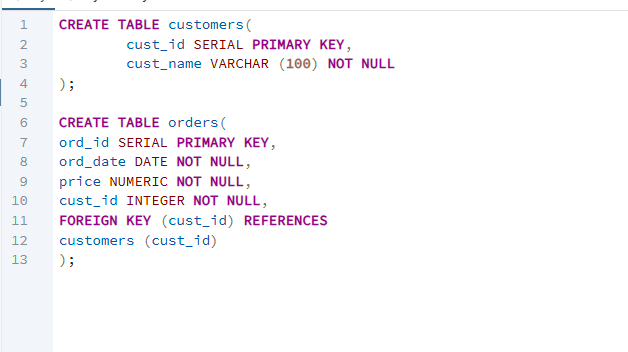 1 CREATE TABLE customers(
2 cust_id SERIAL PRIMARY KEY,
3 cust_name VARCHAR (100) NOT NULL
4 );
5
6 CREATE TABLE orders(
7 ord_id SERIAL PRIMARY KEY,
8 ord_date DATE NOT NULL,
9 price NUMERIC NOT NULL,
10 cust_id INTEGER NOT NULL,
11 FOREIGN KEY (cust_id) REFERENCES
12 customers (cust_id)
13 );